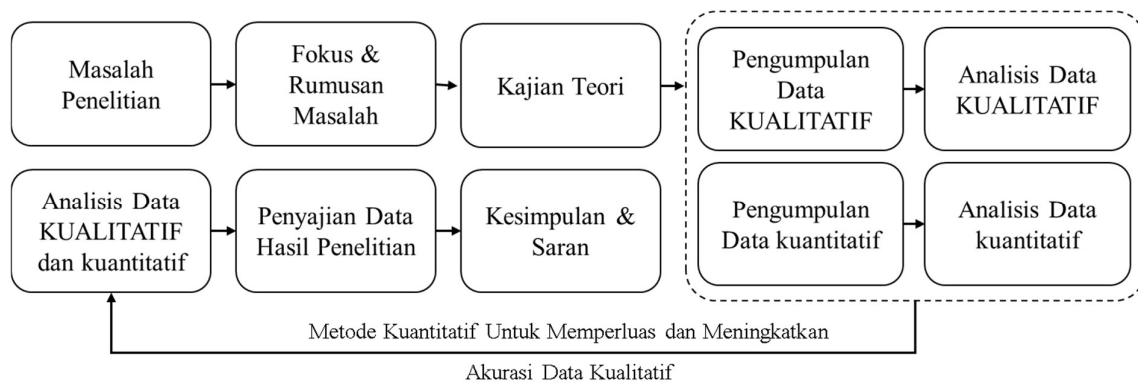 Masalah
Penelitian
Fokus &
Rumusan
Masalah
Kajian Teori
Pengumpulan
Data
KUALITATIF
Analisis Data
KUALITATIF
Pengumpulan
Data kuantitatif
Analisis Data
kuantitatif
Analisis Data
KUALITATIF
dan kuantitatif
Penyajian Data
Hasil Penelitian
Kesimpulan &
Saran
Metode Kuantitatif Untuk Memperluas dan Meningkatkan
Akurasi Data Kualitatif